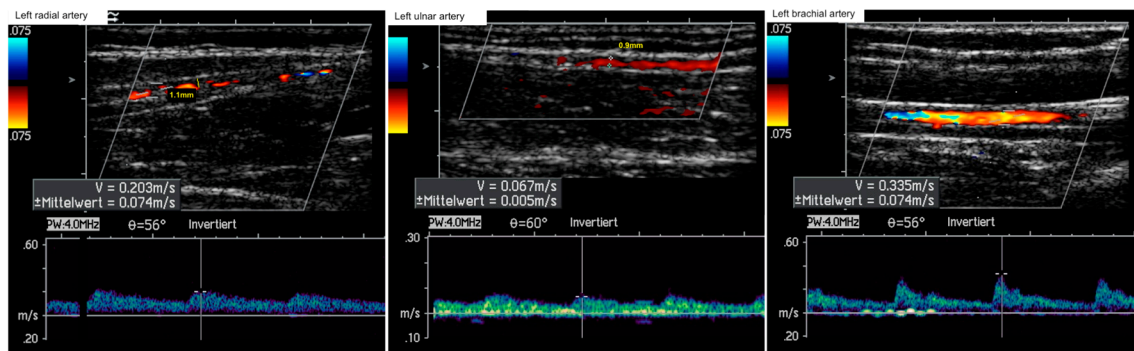 Left radial artery
.075
.075
1.1mm
V = 0.203m/s
±Mittelwert = 0.074m/s
PW:4.0MHz θ=56° Invertiert
.60
m/s
.20
Left ulnar artery
0.9mm
V = 0.067m/s
±Mittelwert = 0.005m/s
PW:4.0MHz θ=60° Invertiert
.30
m/s
.10
Left brachial artery
.075
.075
V = 0.335m/s
±Mittelwert = 0.074m/s
PW:4.0MHz θ=56° Invertiert
.60
m/s
.20